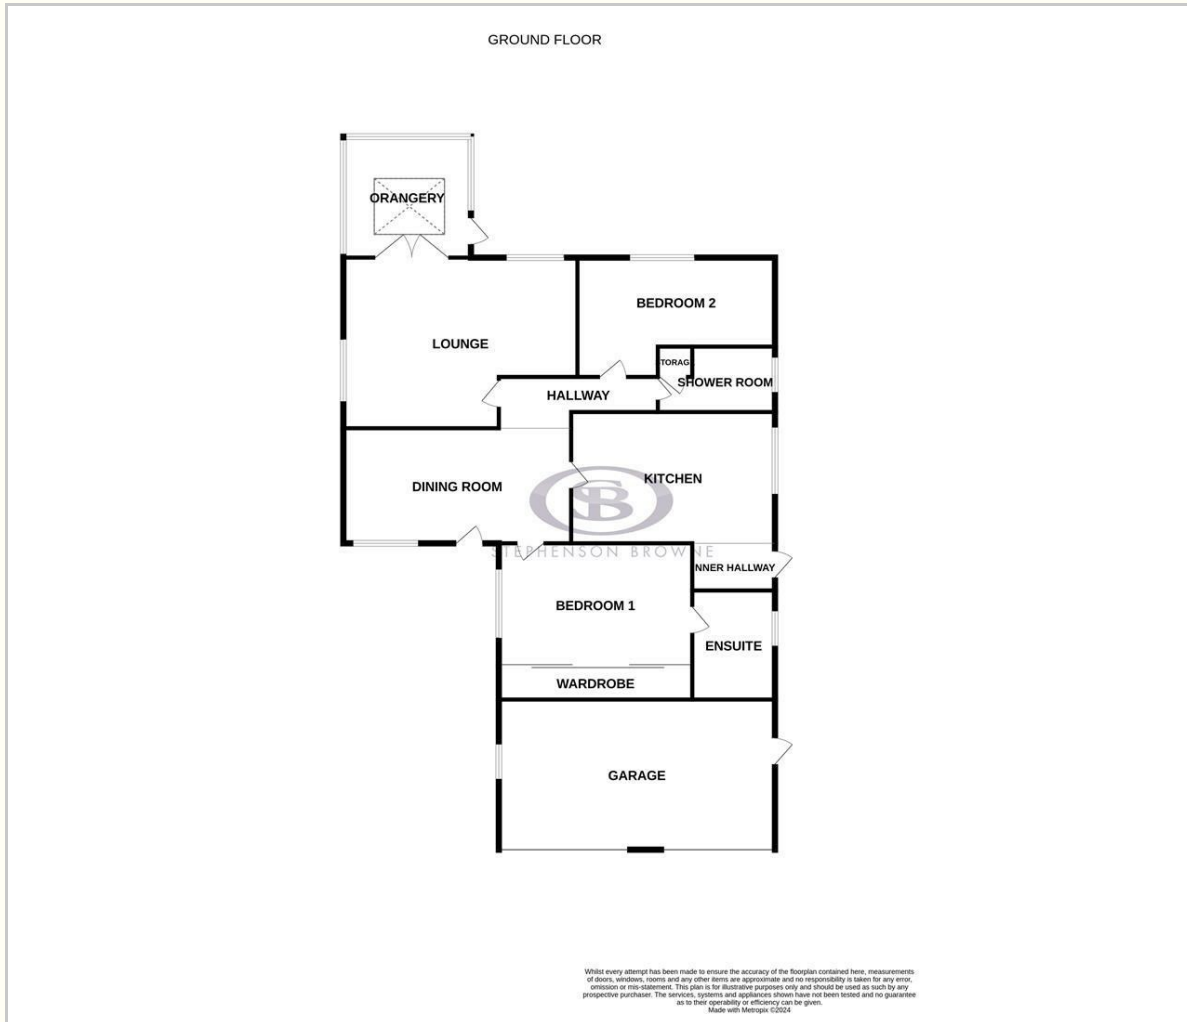 GROUND FLOOR
ORANGERY
BEDROOM 2
LOUNGE
STORAGE
SHOWER ROOM
HALLWAY
KITCHEN
DINING ROOM
SB
STEPHENSON BROWNE
INNER HALLWAY
BEDROOM 1
ENSUITE
WARDROBE
GARAGE
Whilst every attempt has been made to ensure the accuracy of the floorplan contained here, measurements
of doors, windows, rooms and any other items are approximate and no responsibility is taken for any error,
omission or mis-statement. This plan is for illustrative purposes only and should be used as such by any
prospective purchaser. The services, systems and appliances shown have not been tested and no guarantee
as to their operability or efficiency can be given.
Made with Metropix ©2024